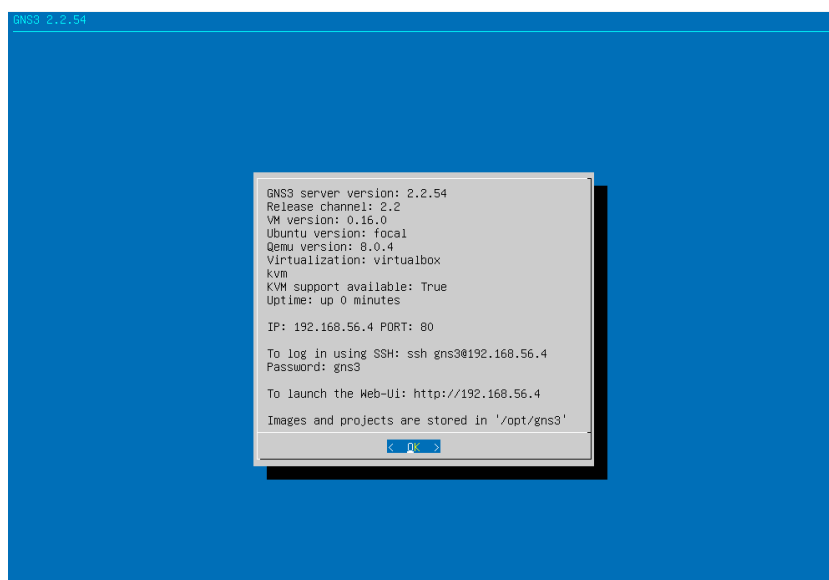 GNS3 2.2.54
GNS3 server version: 2.2.54
Release channel: 2.2
VM version: 0.16.0
Ubuntu version: focal
Qemu version: 8.0.4
Virtualization: virtualbox
kvm
KVM support available: True
Uptime: up 0 minutes
IP: 192.168.56.4 PORT: 80
To log in using SSH: ssh gns3@192.168.56.4
Password: gns3
To launch the Web-Ui: http://192.168.56.4
Images and projects are stored in '/opt/gns3'
< OK >